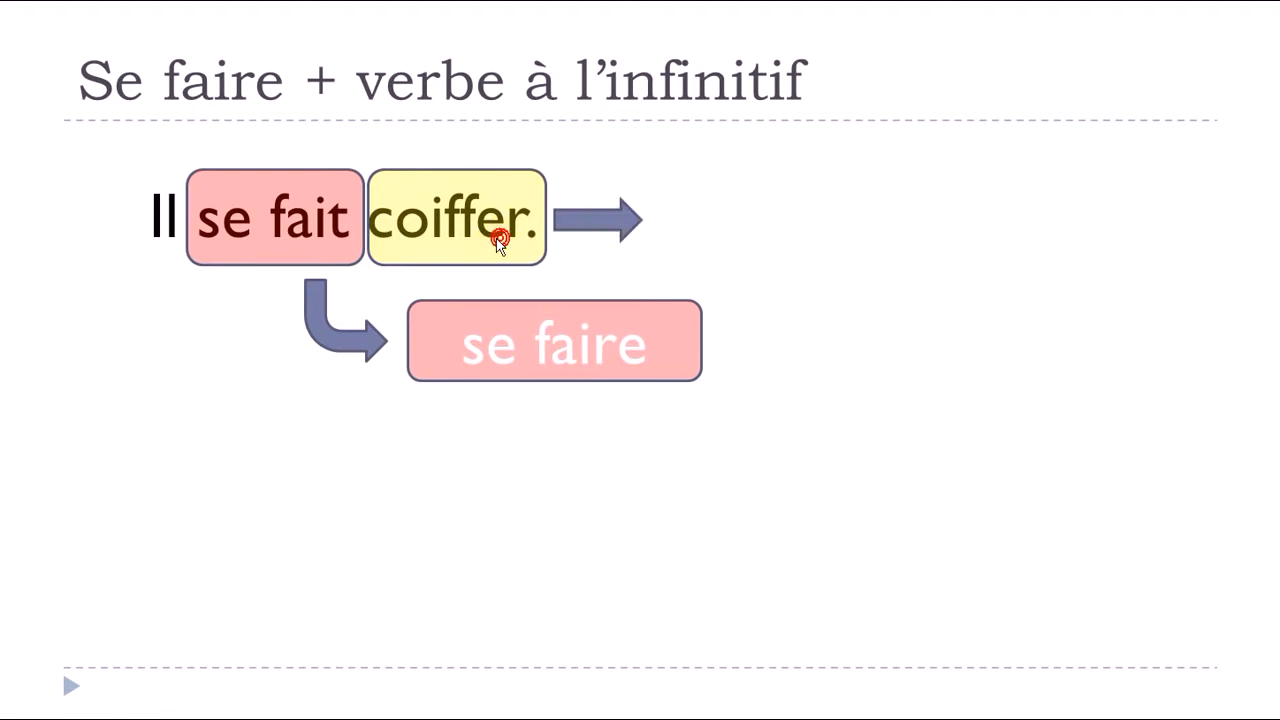 Se faire + verbe à l’infinitif
Il se fait coiffer.
se faire